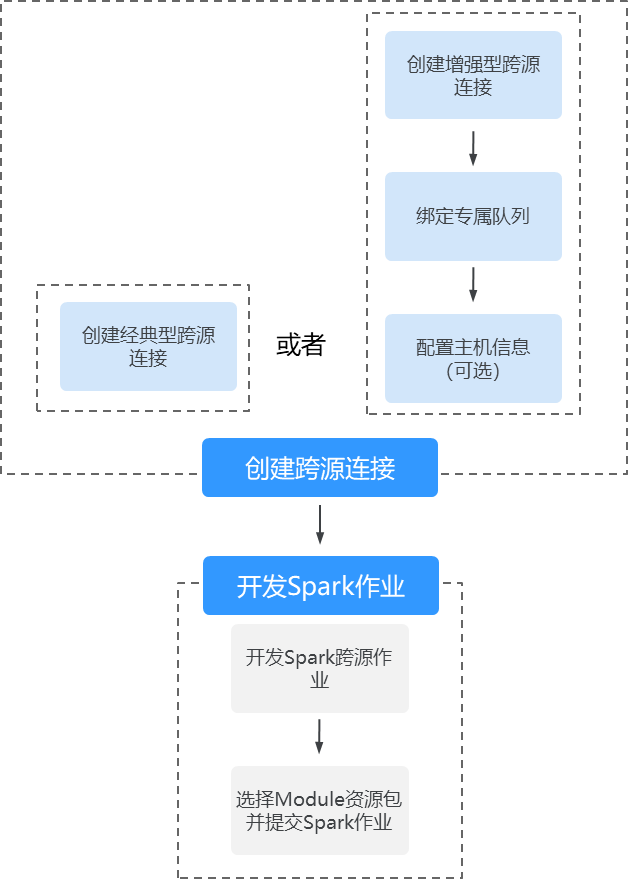 创建增强型跨源
连接
绑定专属队列
创建经典型跨源
连接
或者
配置主机信息
（可选）
创建跨源连接
开发Spark作业
开发Spark跨源作
业
选择Module资源包
并提交Spark作业